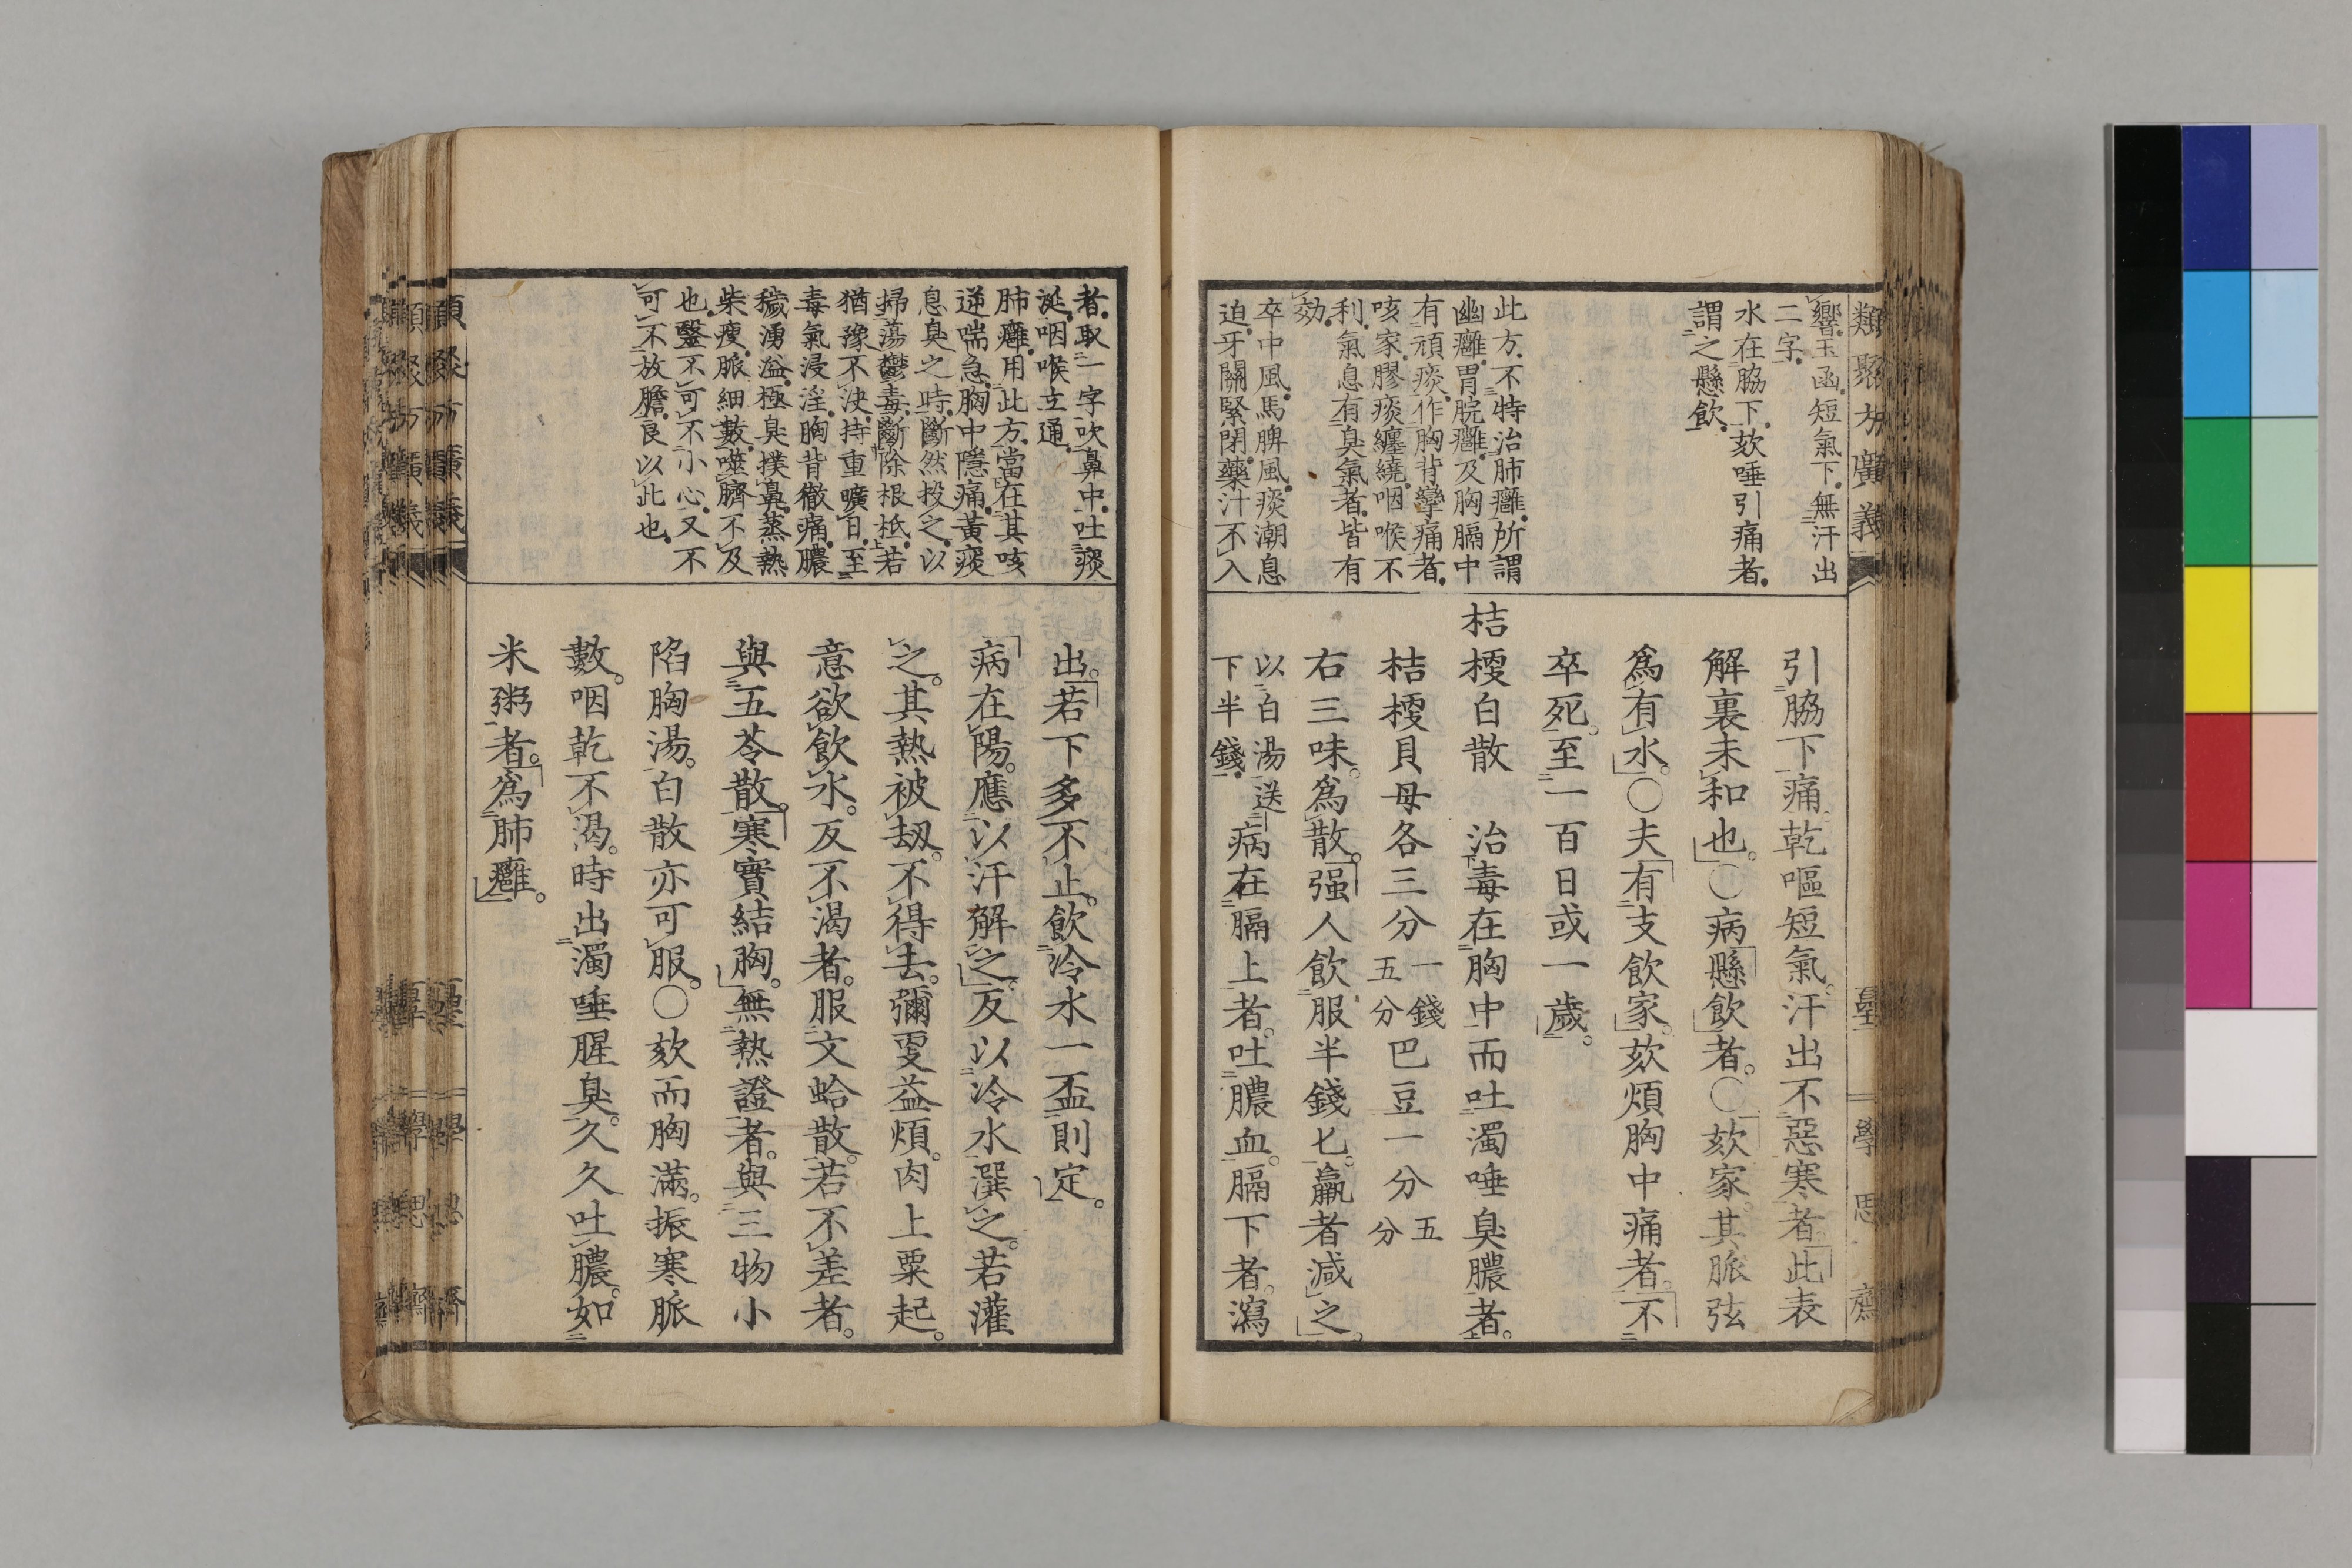 類聚方廣義
響玉函短氣下無汗出
二字
水在脇下欬唾引痛者
謂之懸飲
此方不特治肺癰所謂
幽癰胃脘癰及胸膈中
有頑痰作胸背攣痛者
咳家膠痰纏繞咽喉不
利氣息有臭氣者皆有
効
卒中風馬脾風痰潮息
迫牙關緊閉藥汁不入
引脇下痛乾嘔短氣汗出不惡寒者此表
解裏未和也○病懸飲者○欬家其脈弦
爲有水○夫有支飲家欬煩胸中痛者不
卒死至一百日或一歲
桔梗白散 治毒在胸中而吐濁唾臭膿者
桔梗貝母各三分一錢五分巴豆一分五分
右三味爲散强人飲服半錢匕羸者減之
以白湯送下半錢 病在膈上者吐膿血膈下者瀉
學思齋
者取一字吹鼻中吐痰
涎咽喉立通
肺癰用此方當在其咳
逆喘急胸中隱痛黃痰
息臭之時斷然投之以
掃蕩鬱毒斷除根柢若
猶豫不決持重曠日至
毒氣浸淫胸背徹痛膿
穢湧溢極臭撲鼻蒸熱
柴瘦脈細數噬臍不及
也毉不可不小心又不
可不放膽良以此也
出若下多不止飲冷水一盃則定
病在陽應以汗解之反以冷水潠之若灌
之其熱被劫不得去彌更益煩肉上粟起
意欲飲水反不渴者服文蛤散若不差者
與五苓散寒實結胸無熱證者與三物小
陷胸湯白散亦可服○欬而胸滿振寒脈
數咽乾不渴時出濁唾腥臭久久吐膿如
米粥者爲肺癰